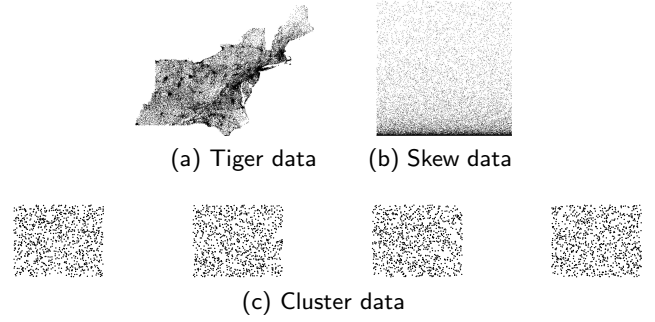 (a) Tiger data
(b) Skew data
(c) Cluster data